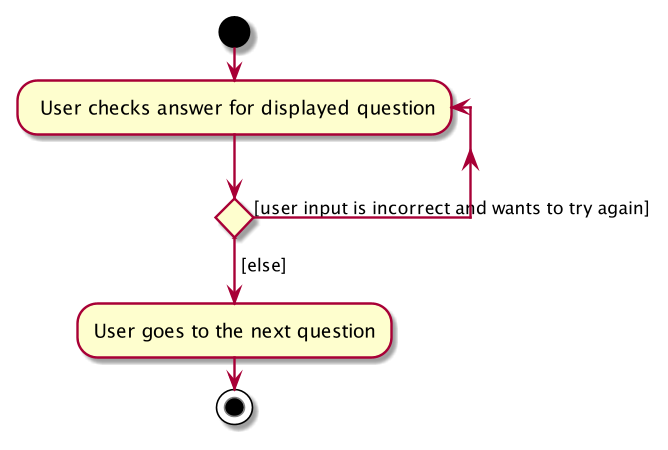 User checks answer for displayed question
[user input is incorrect and wants to try again]
[else]
User goes to the next question